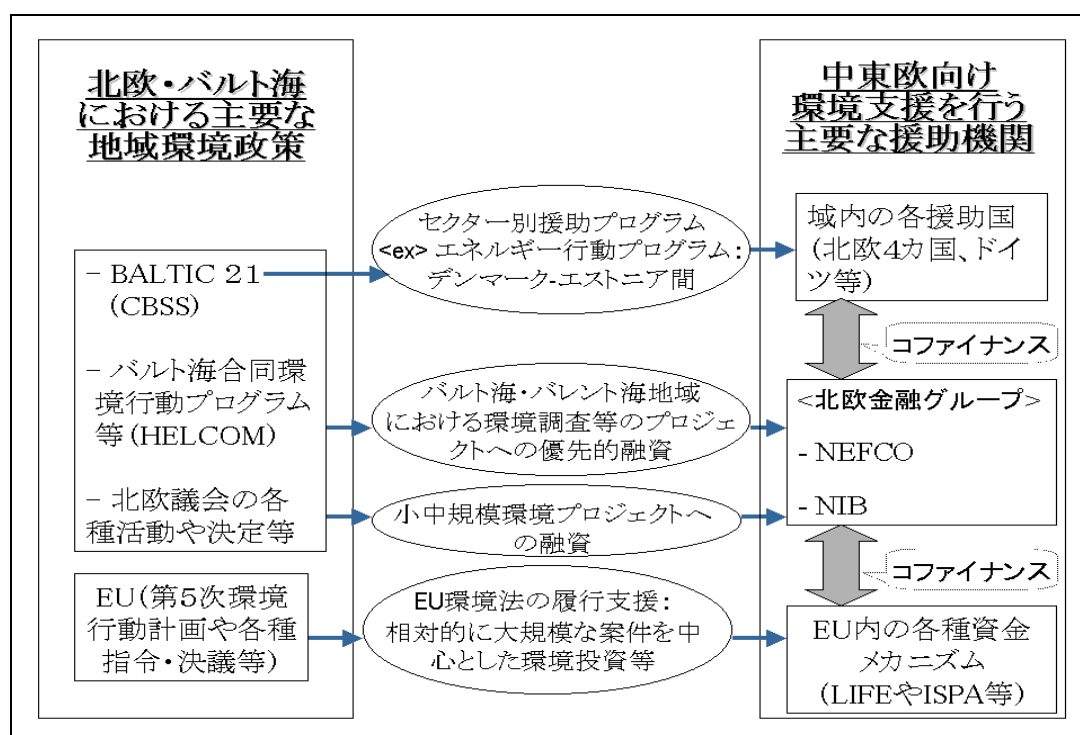 北欧・バルト海
における主要な
地域環境政策
– BALTIC 21
(CBSS)
– バルト海合同環
境行動プログラム
等(HELCOM)
– 北欧議会の各
種活動や決定等
EU(第5次環境
行動計画や各種
指令・決議等)
セクター別援助プログラム
<ex> エネルギー行動プログラム:
デンマーク-エストニア間
バルト海・バレント海地域
における環境調査等のプロジェ
クトへの優先的融資
小中規模環境プロジェクトへ
の融資
EU環境法の履行支援:
相対的に大規模な案件を中
心とした環境投資等
中東欧向け
環境支援を行う
主要な援助機関
域内の各援助国
(北欧4カ国、ドイ
ツ等)
コファイナンス
<北欧金融グループ>
- NEFCO
- NIB
コファイナンス
EU内の各種資金
メカニズム
(LIFEやISPA等)